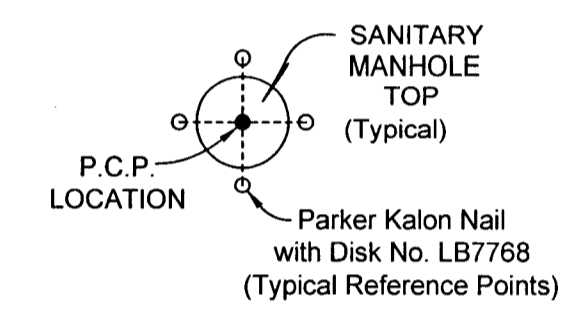 SANITARY
MANHOLE
TOP
(Typical)
P.C.P.
LOCATION
Parker Kalon Nail
with Disk No. LB7768
(Typical Reference Points)